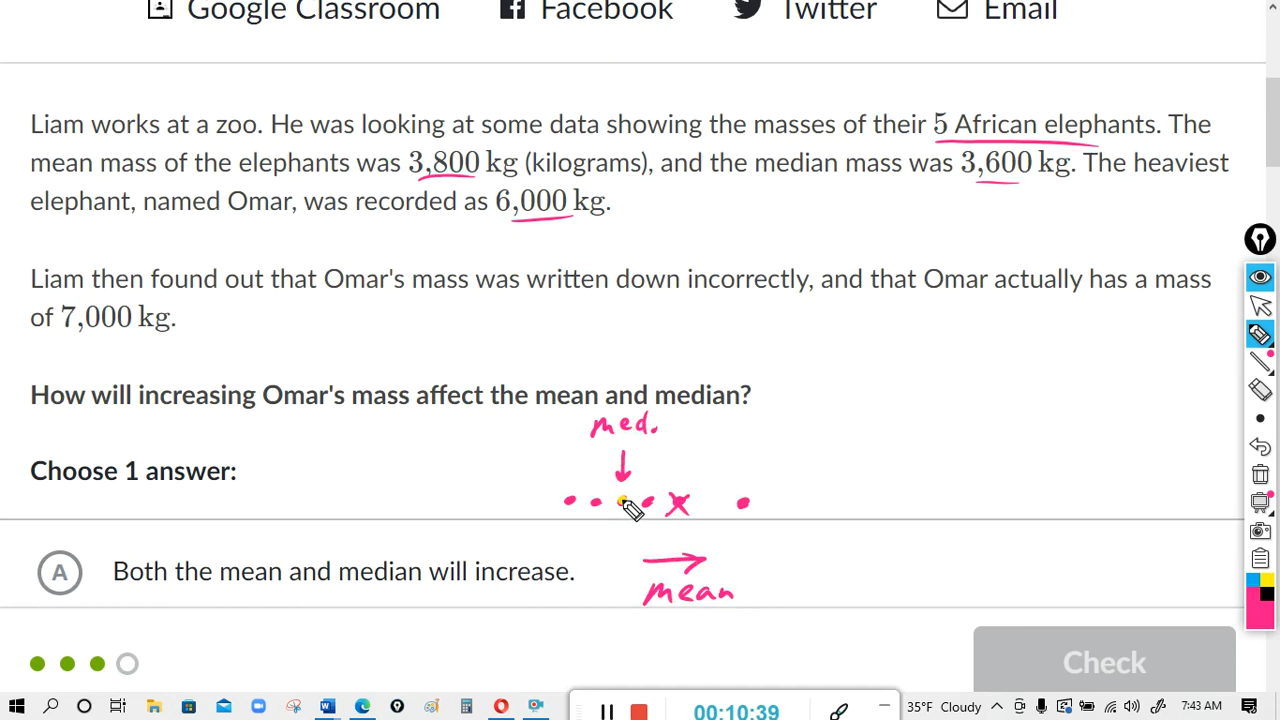 Google Classroom Facebook Twitter Email
Liam works at a zoo. He was looking at some data showing the masses of their 5 African elephants. The
mean mass of the elephants was 3,800 kg (kilograms), and the median mass was 3,600 kg. The heaviest
elephant, named Omar, was recorded as 6,000 kg.
Liam then found out that Omar's mass was written down incorrectly, and that Omar actually has a mass
of 7,000 kg.
How will increasing Omar's mass affect the mean and median?
med.
Choose 1 answer:
A Both the mean and median will increase.
mean
Check
00:10:39
35°F Cloudy 7:43 AM